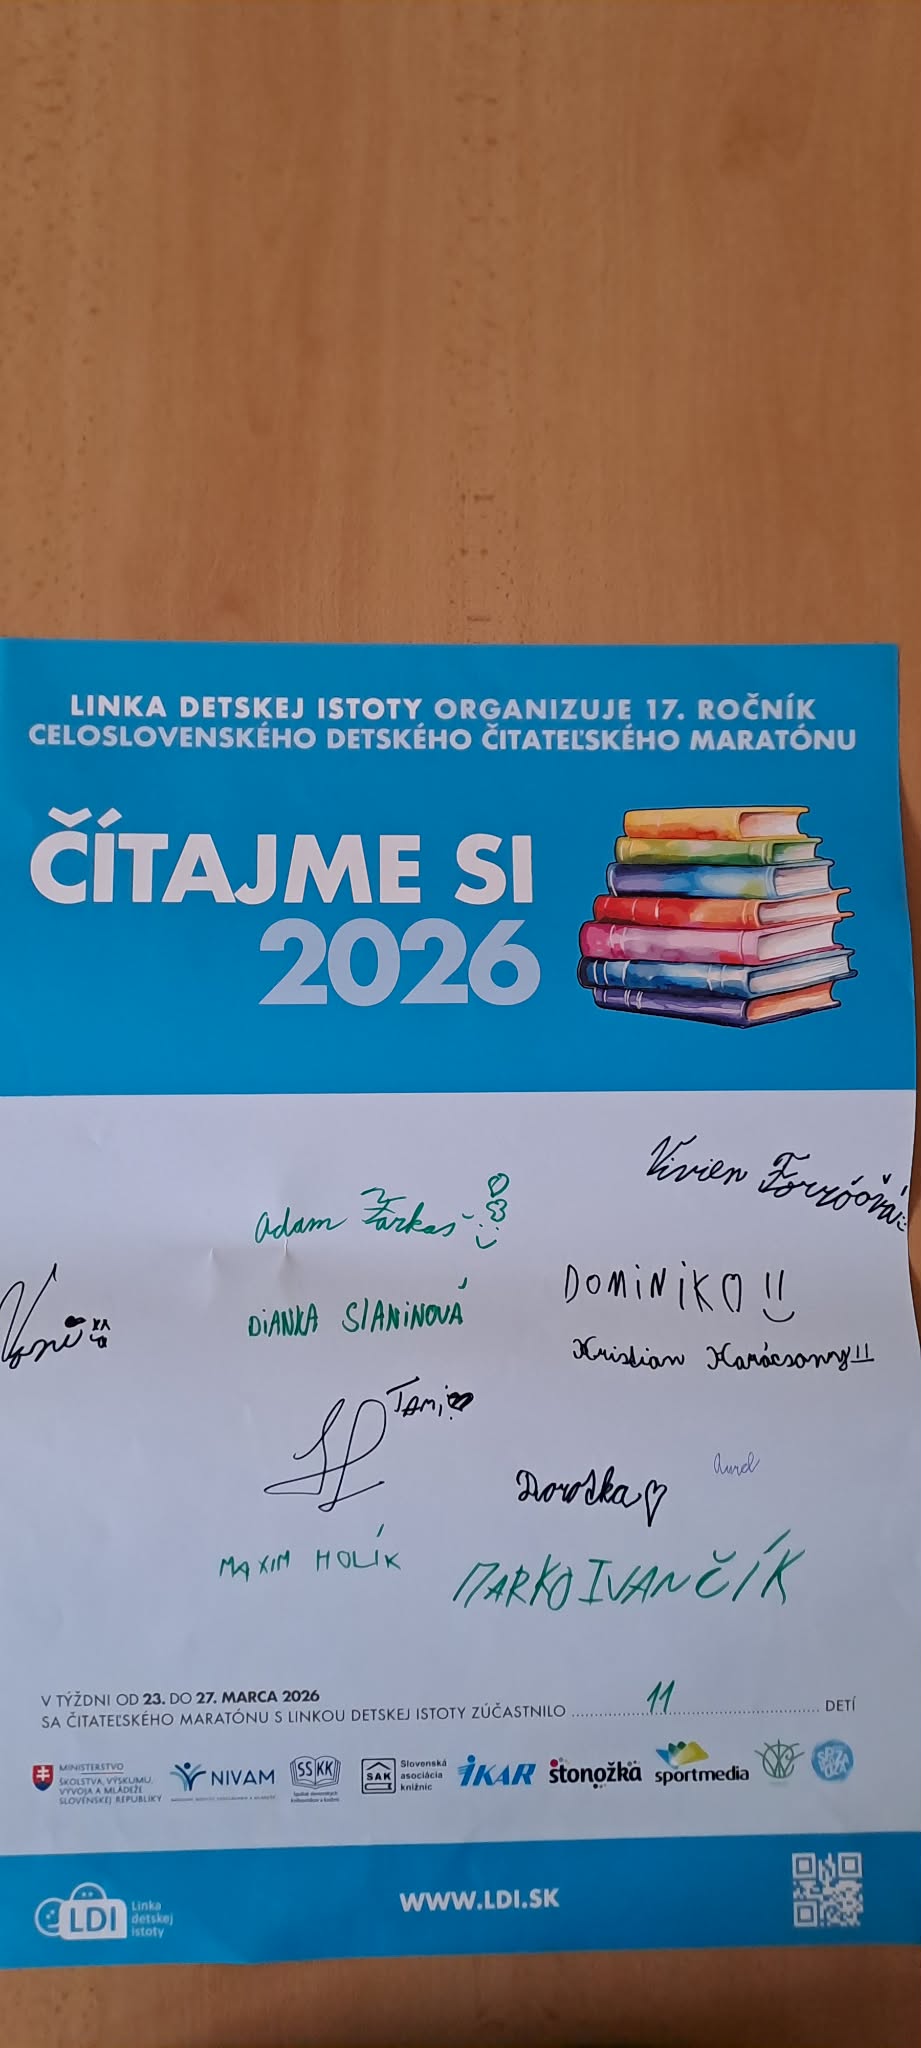 LINKA DETSKEJ ISTOTY ORGANIZUJE 17. ROČNÍK
CELOSLOVENSKÉHO DETSKÉHO ČITATEĽSKÉHO MARATÓNU
ČÍTAJME SI
2026
Vivien Forróová
Adam Farkas
DOMINIK
DIANKA SlANINOVÁ
Kristian Karácsony!!
TAMI
Dorotka
MAXIM HOLÍK
MARKO IVANČÍK
V TÝŽDNI OD 23. DO 27. MARCA 2026
SA ČITATEĽSKÉHO MARATÓNU S LINKOU DETSKEJ ISTOTY ZÚČASTNILO 11 DETÍ
MINISTERSTVO
ŠKOLSTVA, VÝSKUMU,
VÝVOJA A MLÁDEŽE
SLOVENSKEJ REPUBLIKY
NIVAM
SSKK
SAK
Slovenská
asociácia
knižníc
IKAR
stonožka
sportmedia
WWW.LDI.SK
LDI
Linka
detskej
istoty